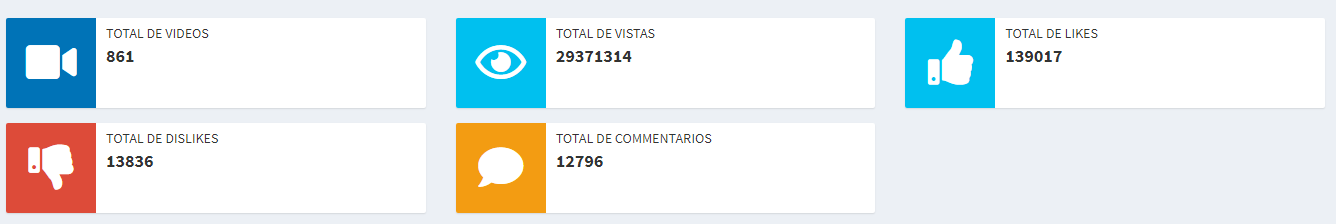 TOTAL DE VIDEOS
861
TOTAL DE VISTAS
29371314
TOTAL DE LIKES
139017
TOTAL DE DISLIKES
13836
TOTAL DE COMMENTARIOS
12796